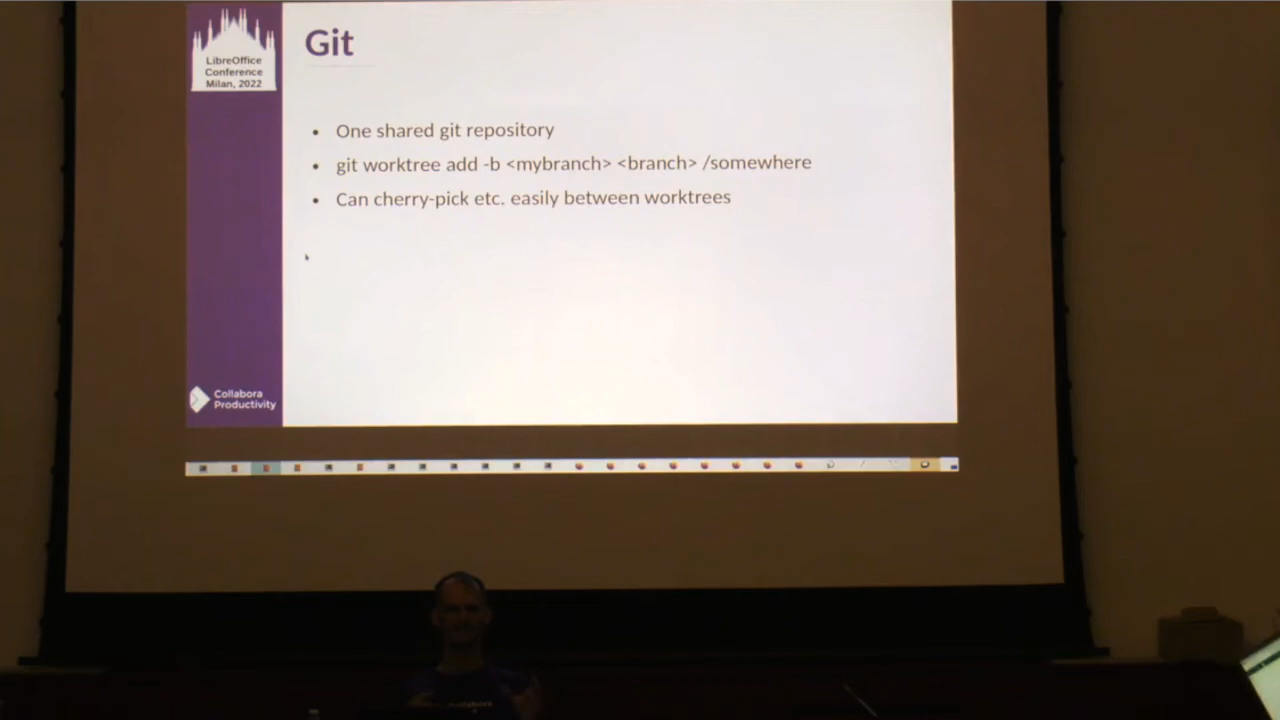 LibreOffice
Conference
Milan, 2022
Git
One shared git repository
git worktree add -b <mybranch> <branch> /somewhere
Can cherry-pick etc. easily between worktrees
Collabora
Productivity